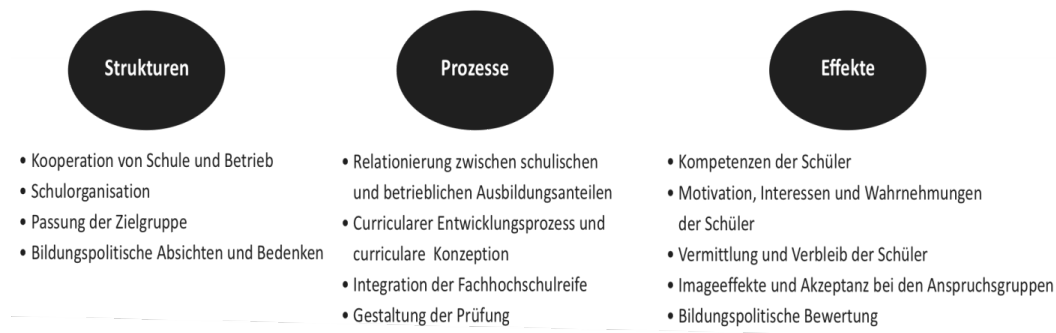 Strukturen
• Kooperation von Schule und Betrieb
• Schulorganisation
• Passung der Zielgruppe
• Bildungspolitische Absichten und Bedenken
Prozesse
• Relationierung zwischen schulischen
und betrieblichen Ausbildungsanteilen
• Curricularer Entwicklungsprozess und
curriculare Konzeption
• Integration der Fachhochschulreife
• Gestaltung der Prüfung
Effekte
• Kompetenzen der Schüler
• Motivation, Interessen und Wahrnehmungen
der Schüler
• Vermittlung und Verbleib der Schüler
• Imageeffekte und Akzeptanz bei den Anspruchsgruppen
• Bildungspolitische Bewertung